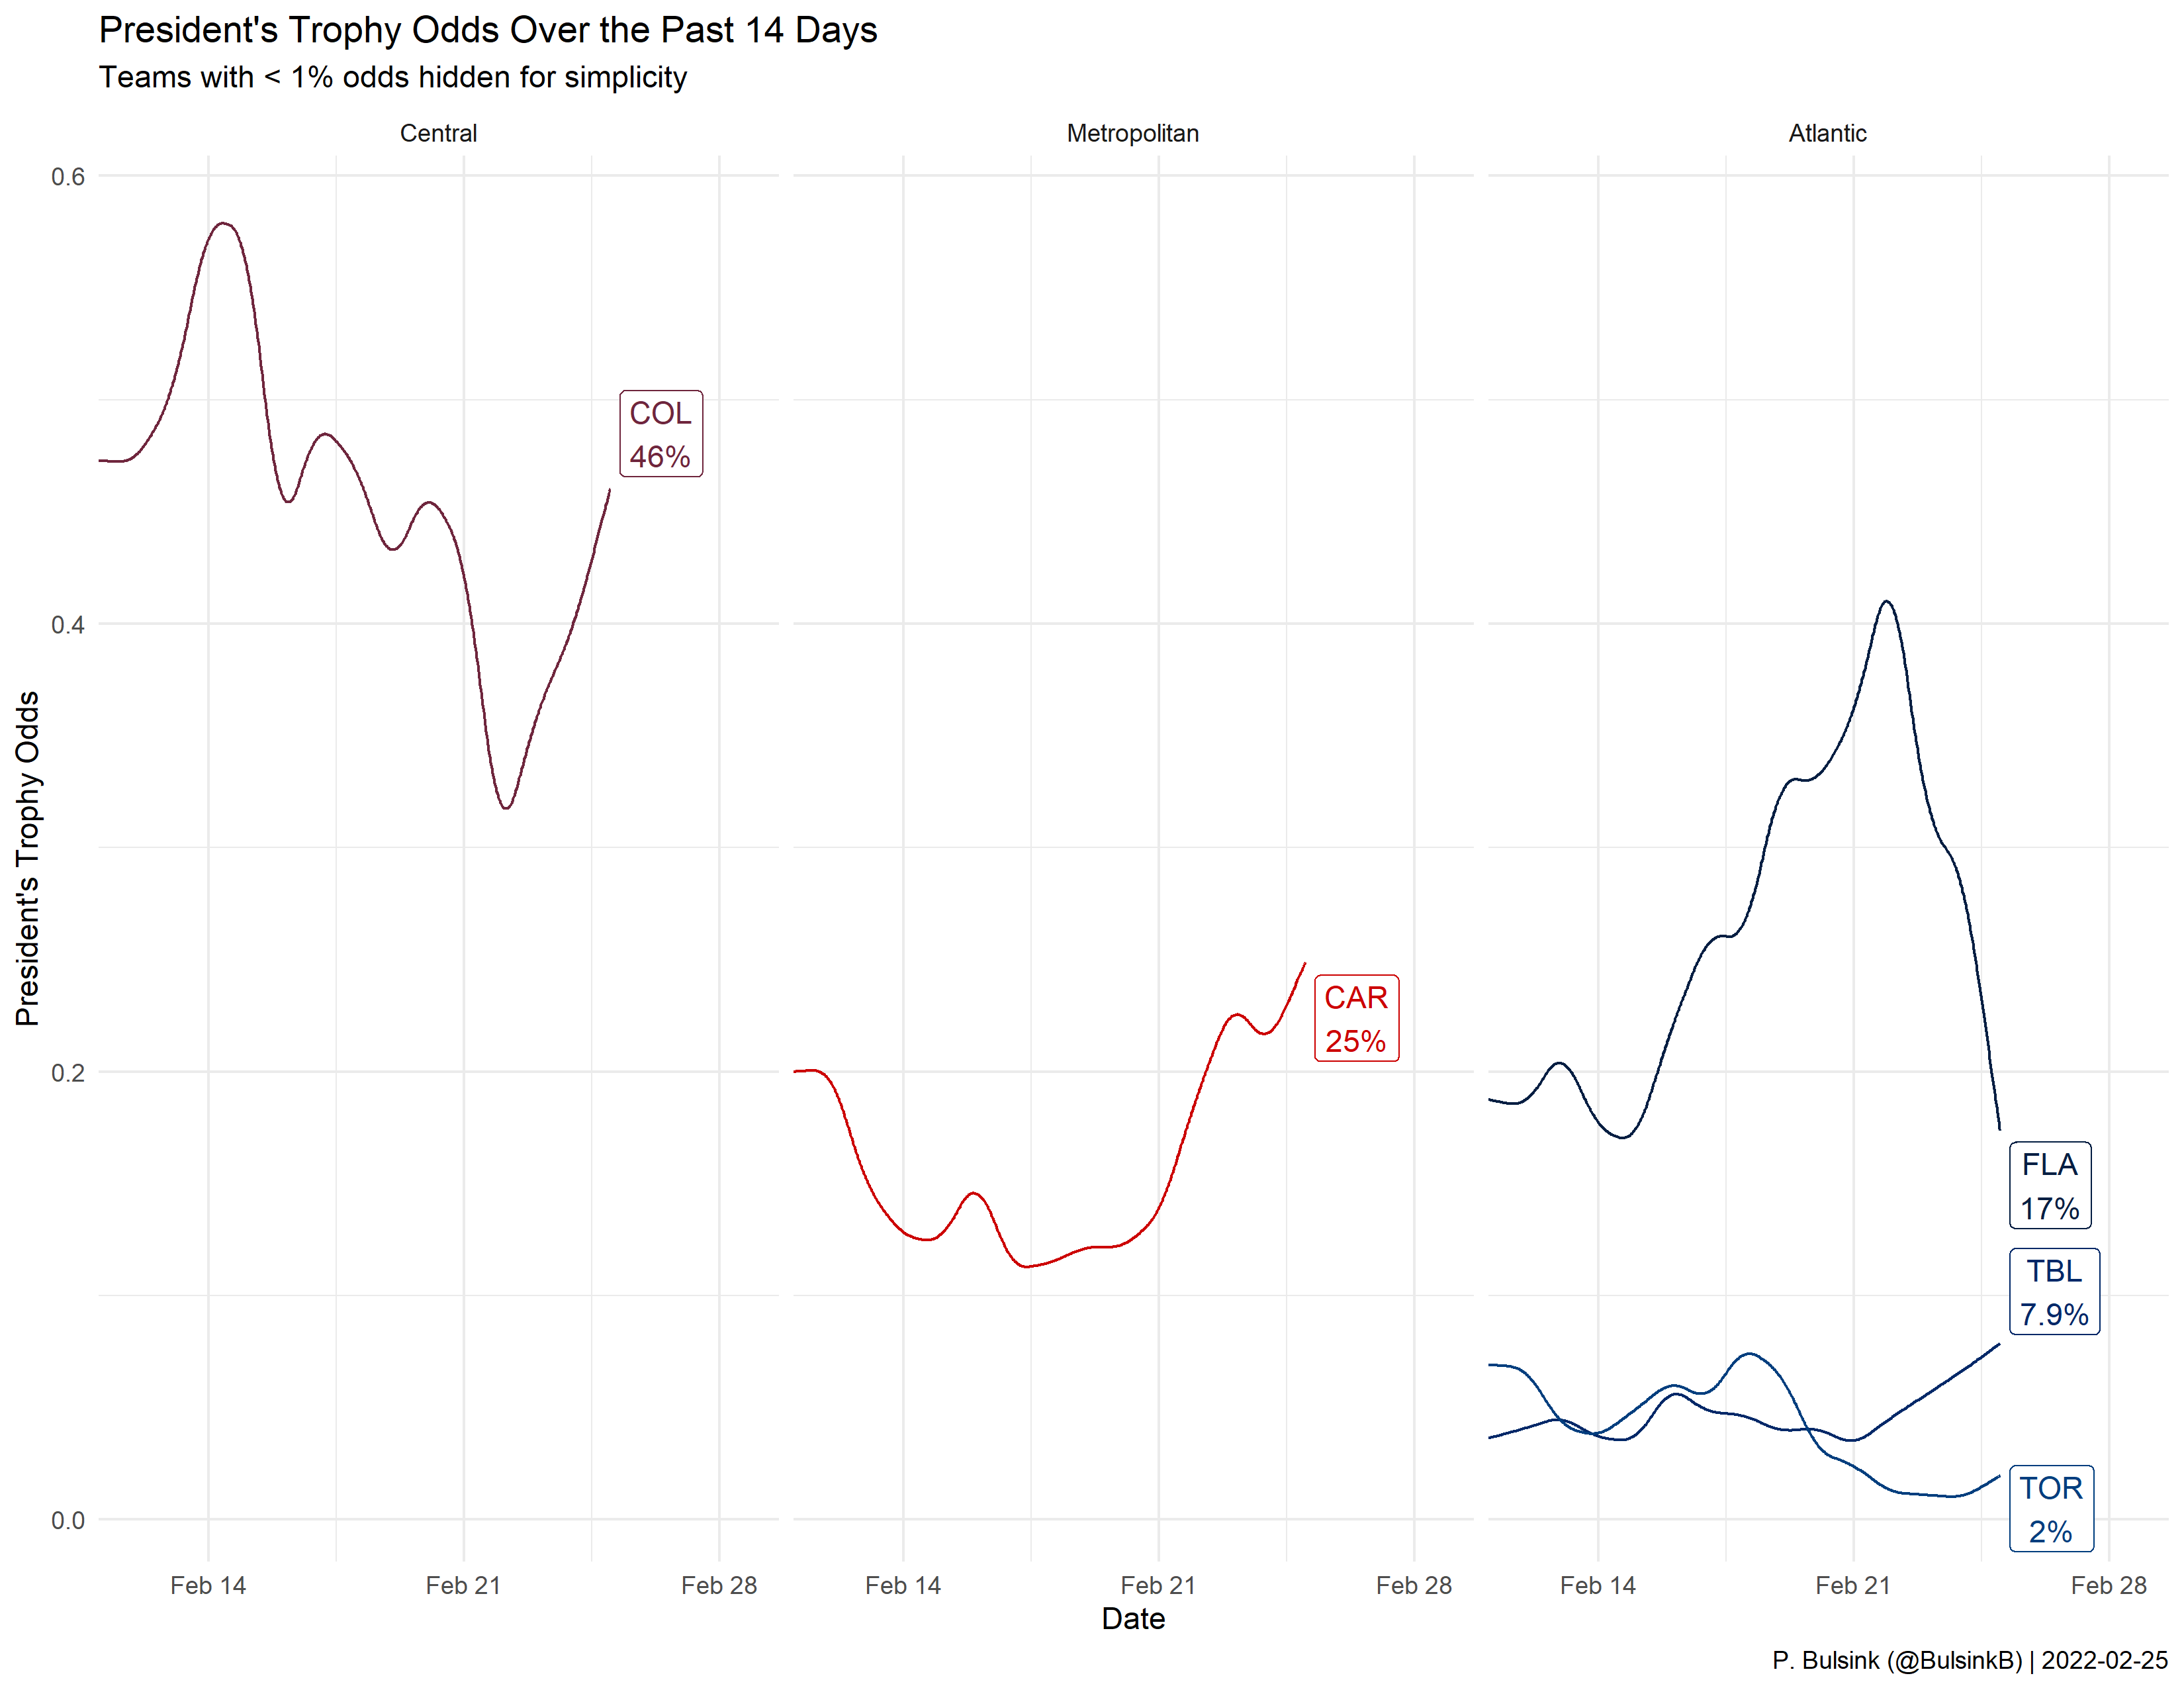 President's Trophy Odds Over the Past 14 Days
Teams with < 1% odds hidden for simplicity
Central
Metropolitan
Atlantic
President's Trophy Odds
0.6
0.4
0.2
0.0
COL
46%
CAR
25%
FLA
17%
TBL
7.9%
TOR
2%
Feb 14
Feb 21
Feb 28
Feb 14
Feb 21
Feb 28
Feb 14
Feb 21
Feb 28
Date
P. Bulsink (@BulsinkB) | 2022-02-25